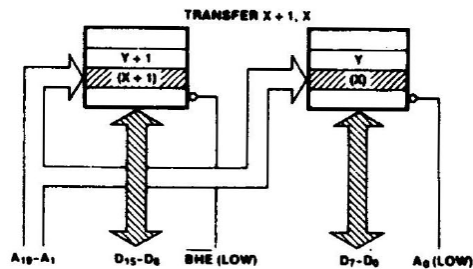 TRANSFER X + 1, X
Y + 1
(X + 1)
Y
(X)
A19-A1
D15-D8
BHE (LOW)
D7-D0
A0 (LOW)